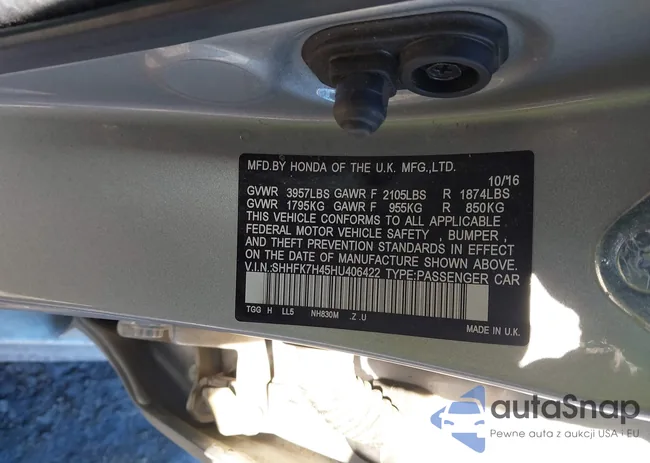 MFD.BY HONDA OF THE U.K. MFG.,LTD.
10/16
GVWR 3957LBS GAWR F 2105LBS R 1874LBS
GVWR 1795KG GAWR F 955KG R 850KG
THIS VEHICLE CONFORMS TO ALL APPLICABLE
FEDERAL MOTOR VEHICLE SAFETY , BUMPER ,
AND THEFT PREVENTION STANDARDS IN EFFECT
ON THE DATE OF MANUFACTURE SHOWN ABOVE.
V.I.N.:SHHFK7H45HU406422 TYPE:PASSENGER CAR
TGG H LL5 NH830M .Z.U MADE IN U.K.
autaSnap
Pewne auta z aukcji USA i EU